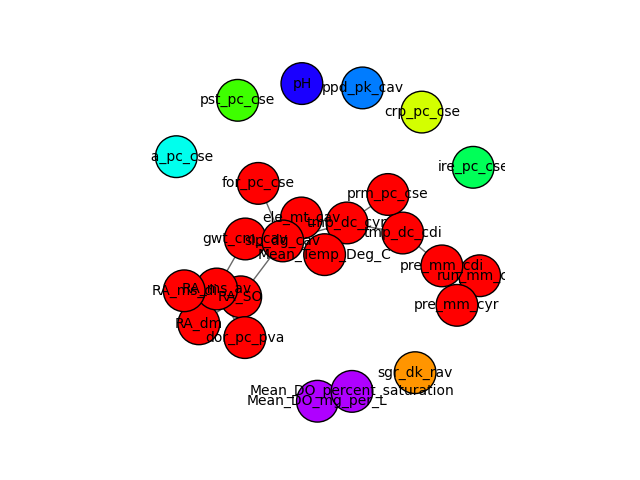 pH
ppd_pk_cav
pst_pc_cse
crp_pc_cse
a_pc_cse
ire_pc_cse
for_pc_cse
prm_pc_cse
ele_mt_cav
tmp_dc_cyr
tmp_dc_cdi
gwt_cm_cav
slp_dg_cav
Mean_Temp_Deg_C
pre_mm_cdi
run_mm_c
RA_ms_av
RA_SO
pre_mm_cyr
RA_dm
dor_pc_pva
sgr_dk_rav
Mean_DO_percent_saturation
Mean_DO_mg_per_L